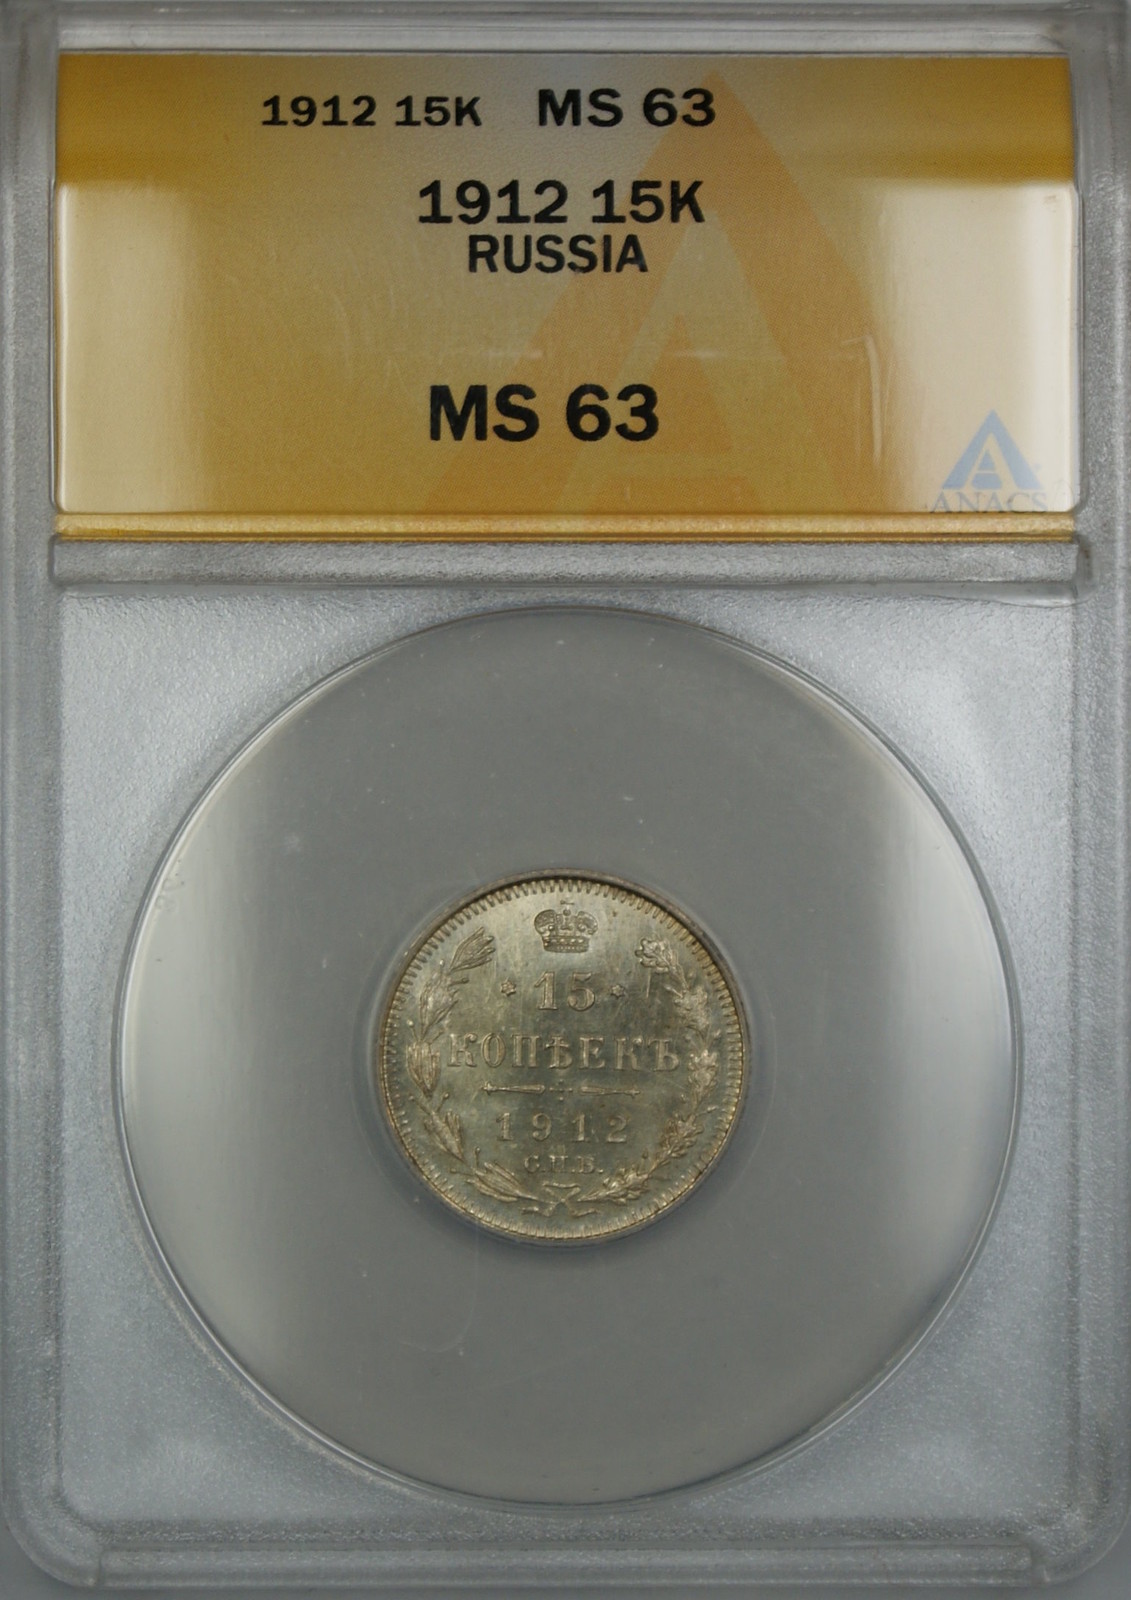 1912 15K MS 63
1912 15K
RUSSIA
MS 63
ANACS
* 15 *
КОПѢЕКЪ
1912
С.П.Б.